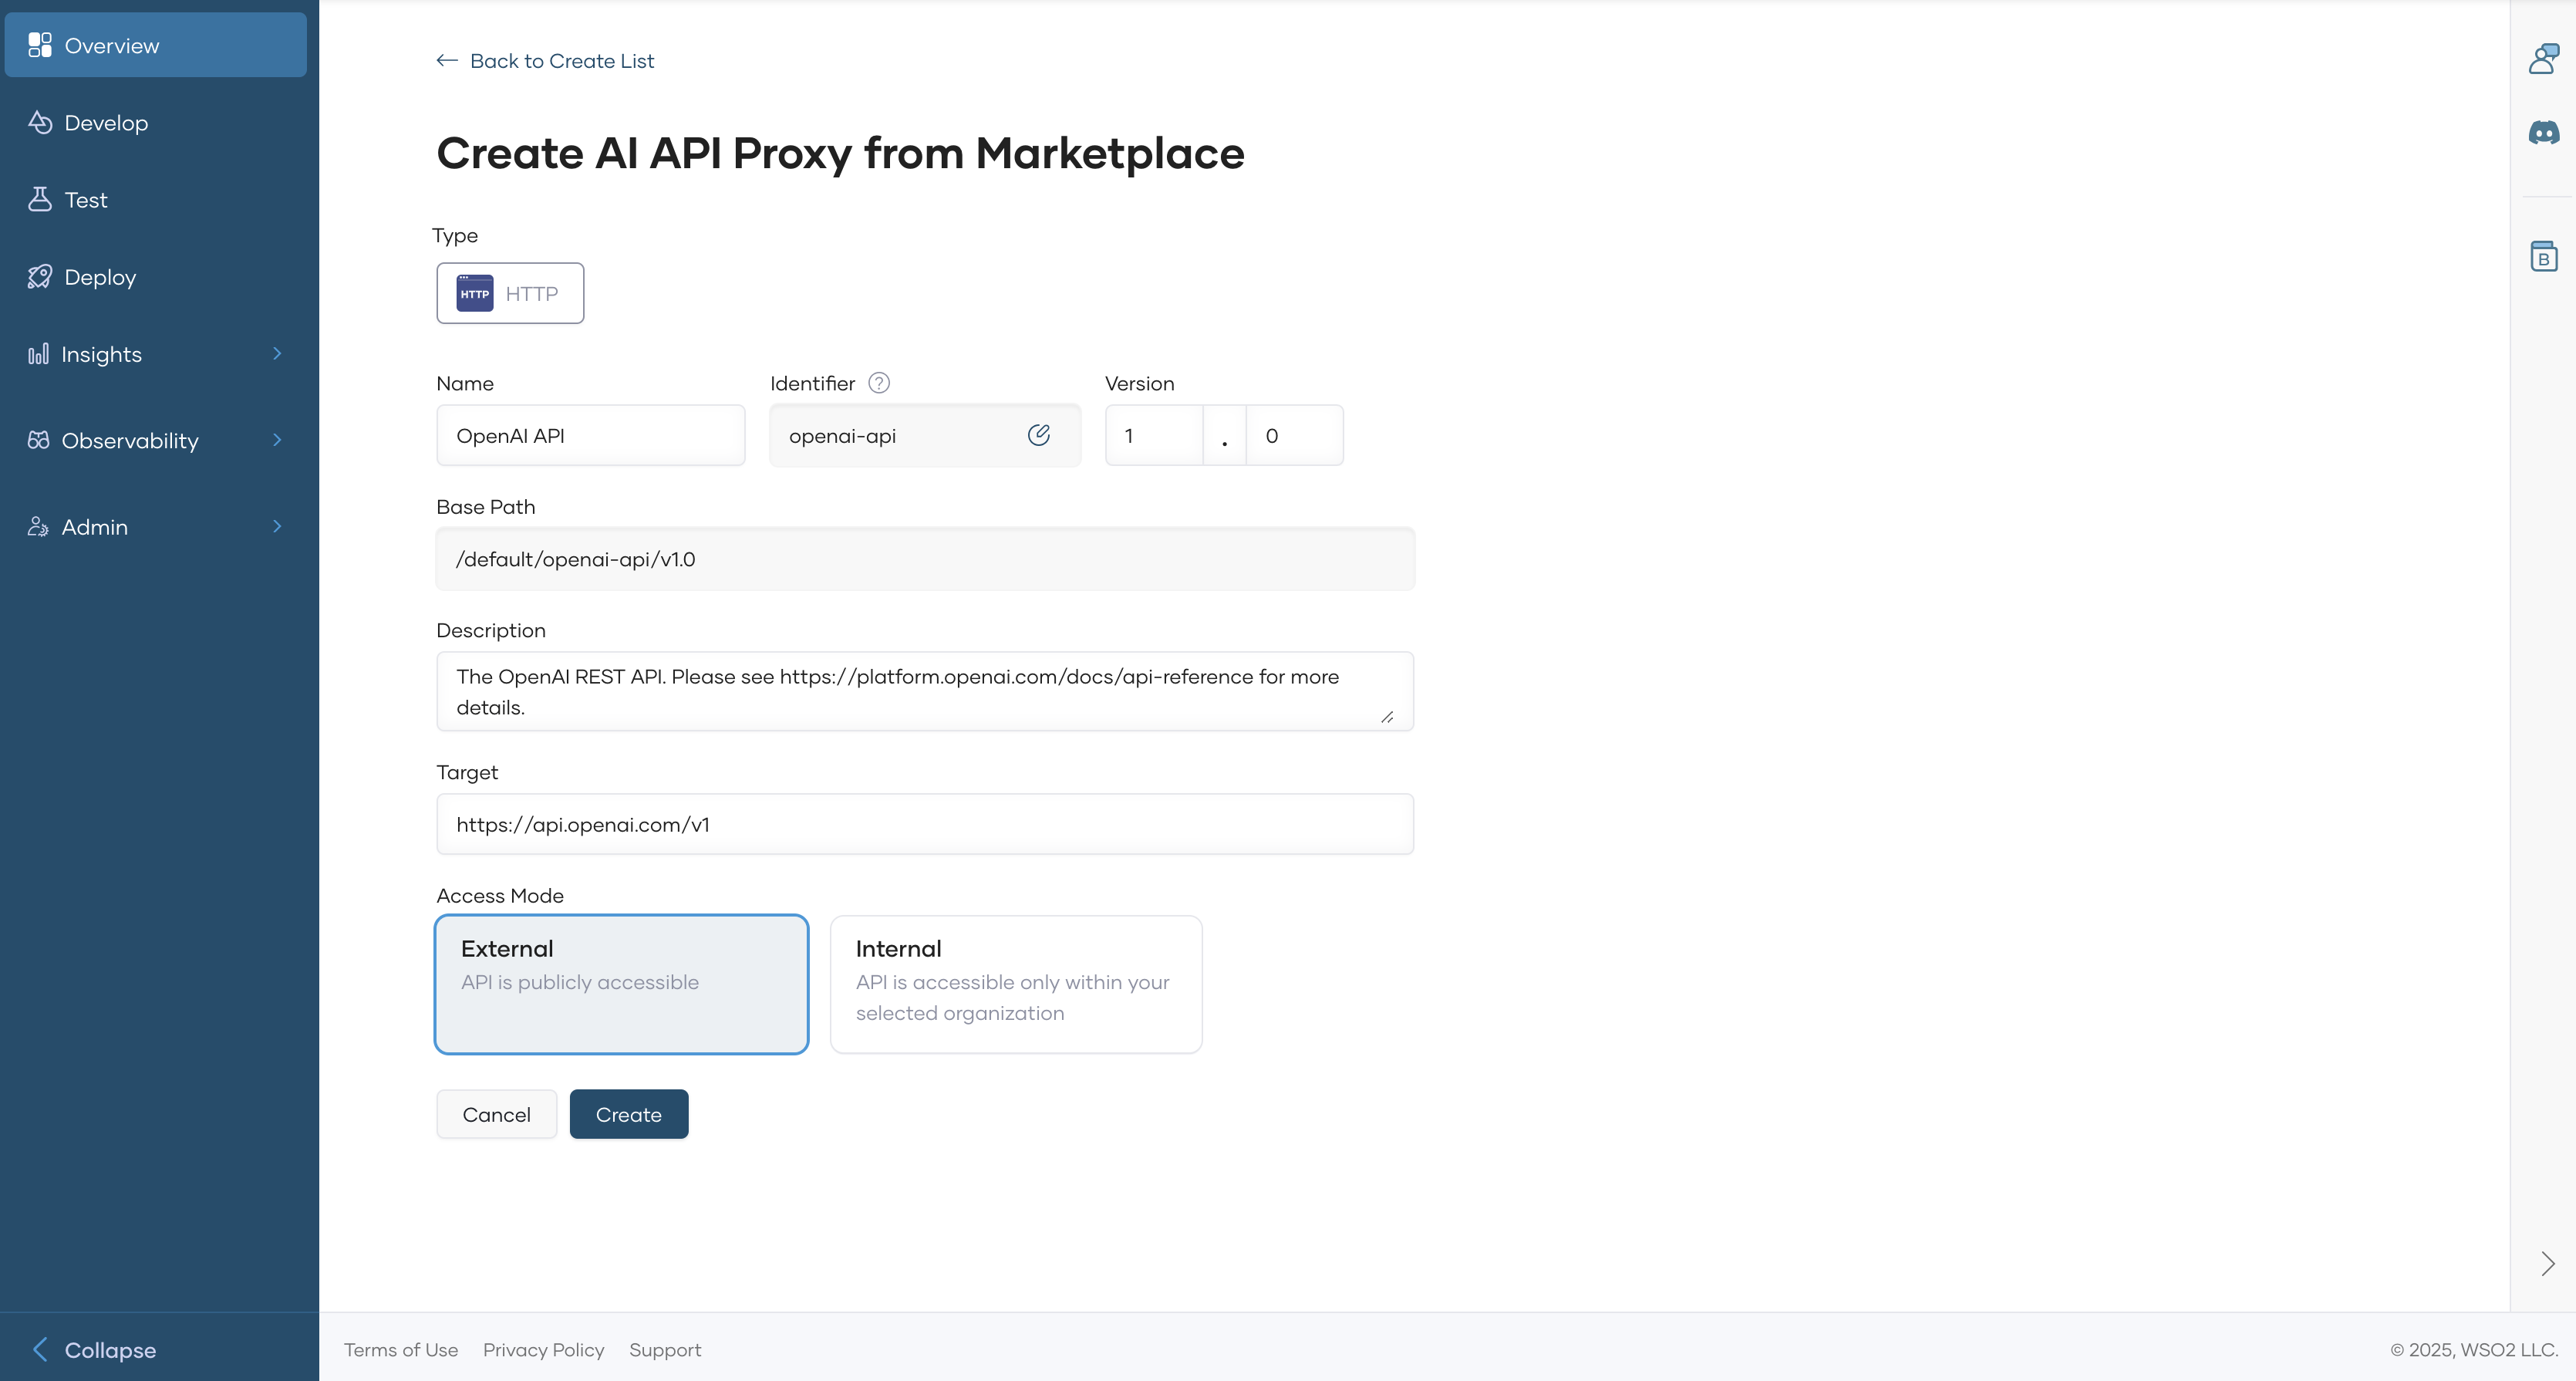 Overview
Develop
Test
Deploy
Insights
Observability
Admin
Collapse
Back to Create List
Create AI API Proxy from Marketplace
Type
HTTP HTTP
Name Identifier ? Version
OpenAI API openai-api 1 . 0
Base Path
/default/openai-api/v1.0
Description
The OpenAI REST API. Please see https://platform.openai.com/docs/api-reference for more
details.
Target
https://api.openai.com/v1
Access Mode
External
API is publicly accessible
Internal
API is accessible only within your
selected organization
Cancel Create
B
Terms of Use Privacy Policy Support © 2025, WSO2 LLC.